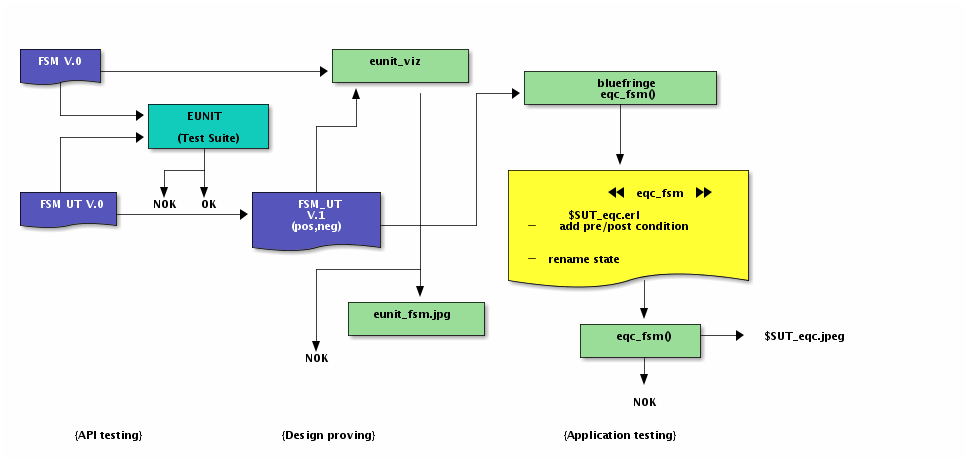 FSM V.0
eunit_viz
bluefringe
eqc_fsm()
EUNIT
(Test Suite)
NOK
OK
FSM UT V.0
FSM_UT
V.1
(pos,neg)
eqc_fsm
$SUT_eqc.erl
– add pre/post condition
– rename state
eunit_fsm.jpg
NOK
eqc_fsm()
$SUT_eqc.jpeg
NOK
{API testing}
{Design proving}
{Application testing}